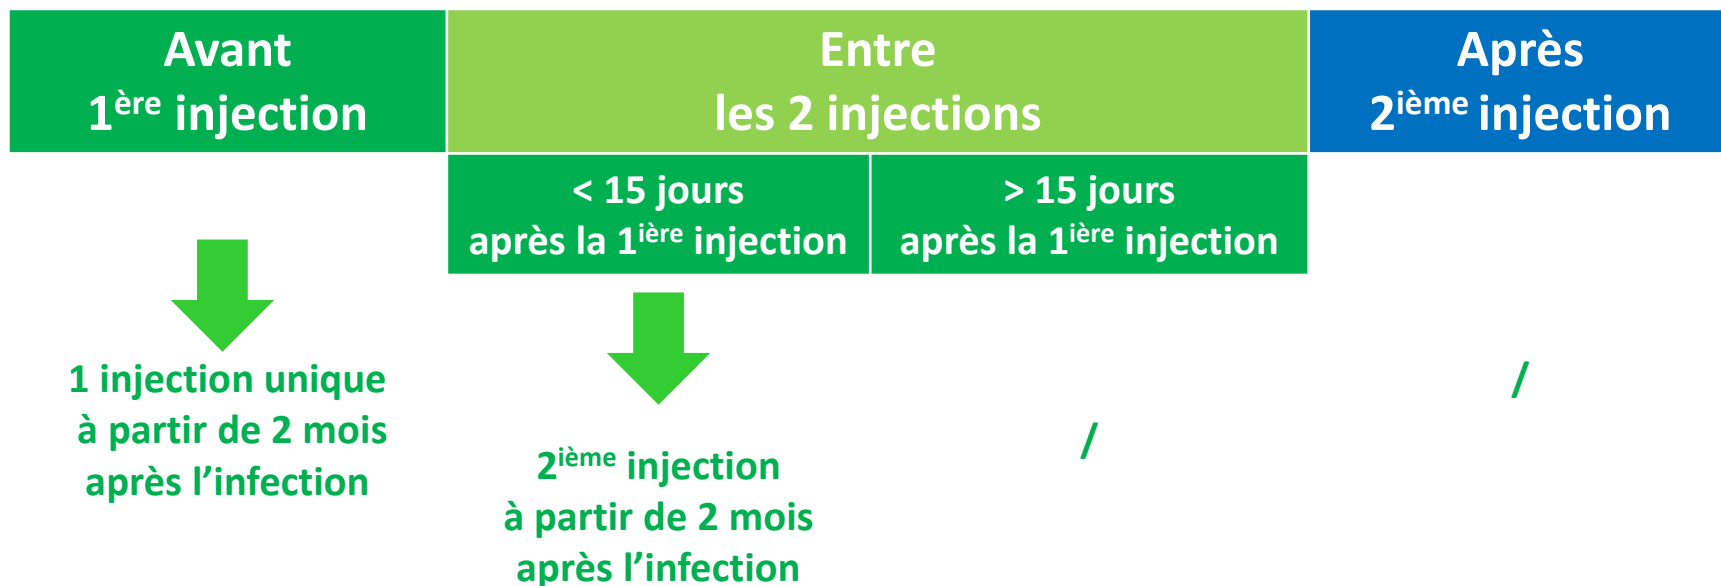 Avant
1ère injection
Entre
les 2 injections
Après
2ième injection
< 15 jours
après la 1ière injection
> 15 jours
après la 1ière injection
1 injection unique
à partir de 2 mois
après l’infection
2ième injection
à partir de 2 mois
après l’infection
/
/